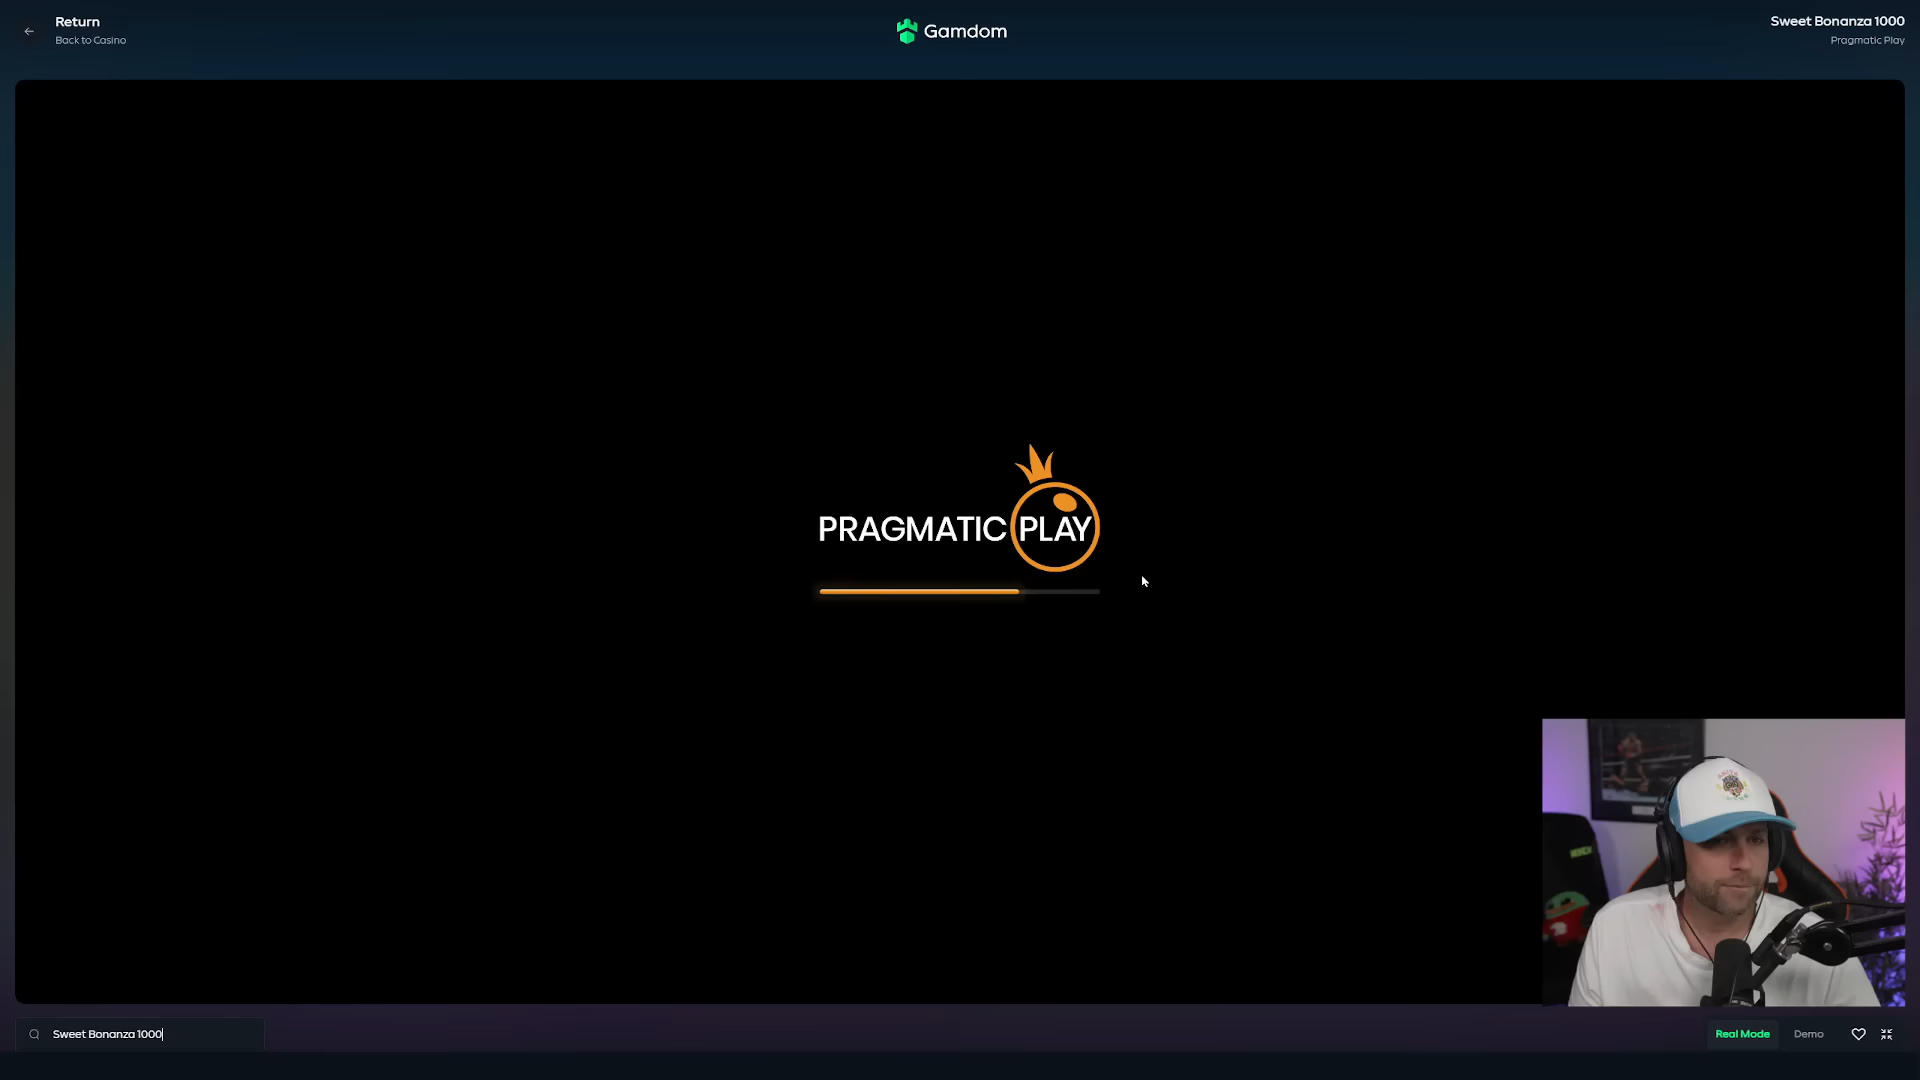 Return
Back to Casino
Gamdom
Sweet Bonanza 1000
Pragmatic Play
PRAGMATIC PLAY
Sweet Bonanza 1000
Real Mode
Demo